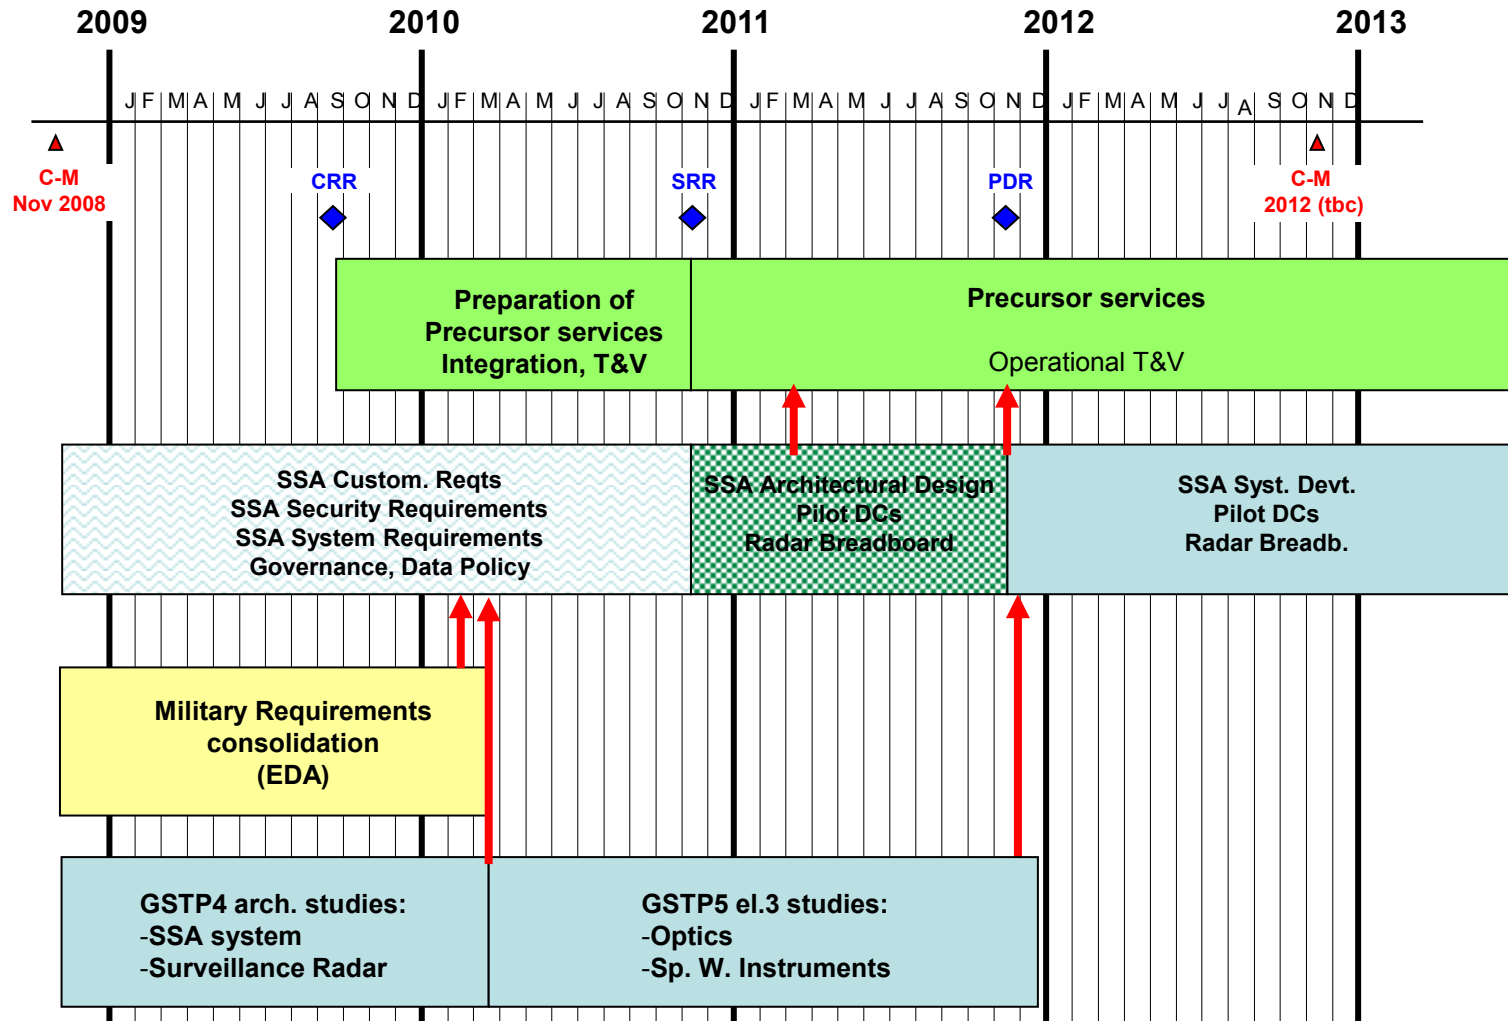 2009 2010 2011 2012 2013
J F M A M J J A S O N D J F M A M J J A S O N D J F M A M J J A S O N D J F M A M J J A S O N D
C-M
Nov 2008
CRR
SRR
PDR
C-M
2012 (tbc)
Preparation of
Precursor services
Integration, T&V
Precursor services
Operational T&V
SSA Custom. Reqts
SSA Security Requirements
SSA System Requirements
Governance, Data Policy
SSA Architectural Design
Pilot DCs
Radar Breadboard
SSA Syst. Devt.
Pilot DCs
Radar Breadb.
Military Requirements
consolidation
(EDA)
GSTP4 arch. studies:
-SSA system
-Surveillance Radar
GSTP5 el.3 studies:
-Optics
-Sp. W. Instruments